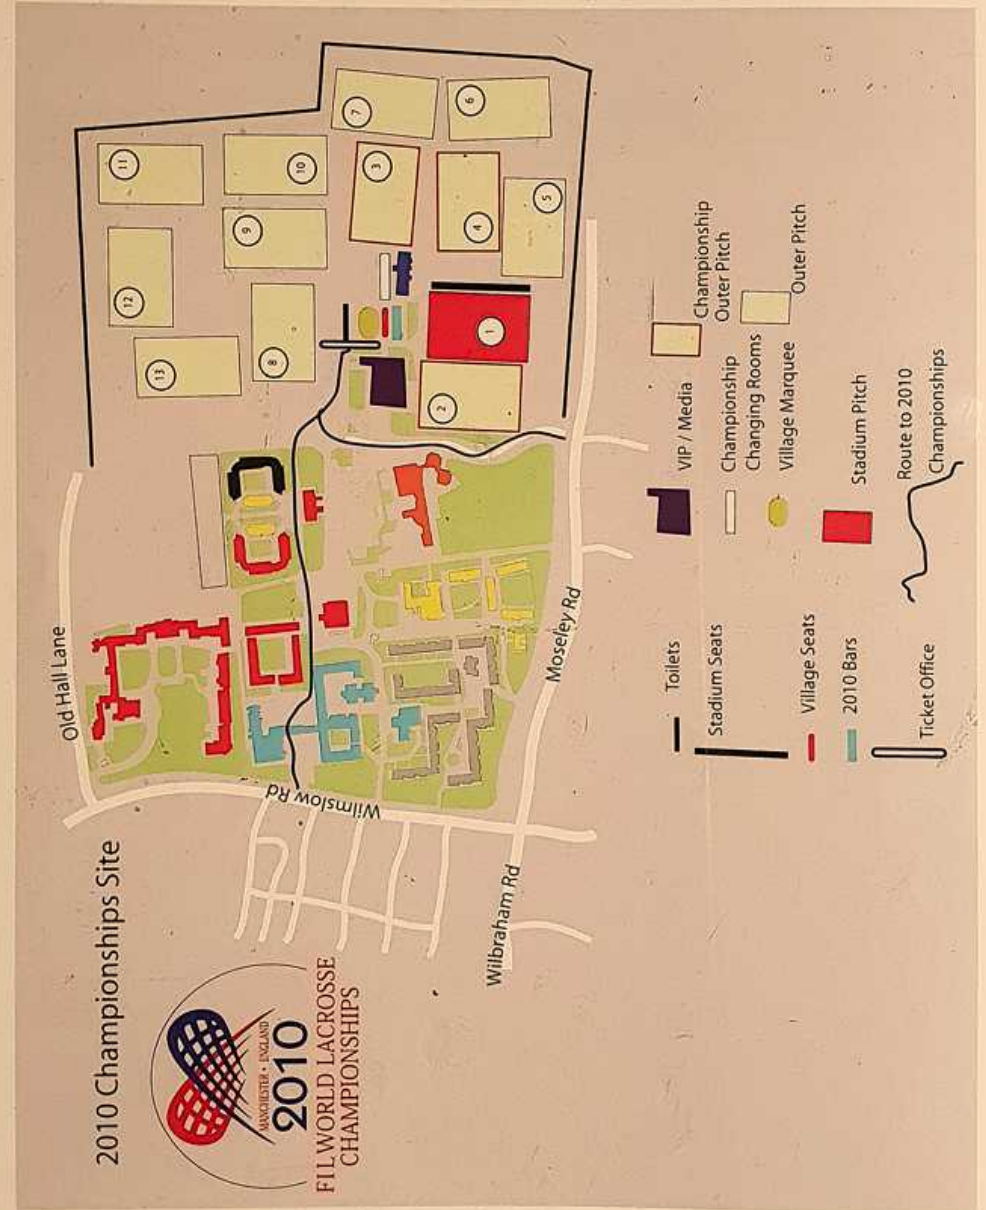 2010 Championships Site
MANCHESTER • ENGLAND
2010
FIL WORLD LACROSSE
CHAMPIONSHIPS
Old Hall Lane
Wilmslow Rd
Wilbraham Rd
Moseley Rd
11
12
13
10
9
8
7
6
3
4
5
1
2
Toilets
Stadium Seats
Village Seats
2010 Bars
Ticket Office
VIP / Media
Championship
Changing Rooms
Village Marquee
Stadium Pitch
Route to 2010
Championships
Championship
Outer Pitch
Outer Pitch